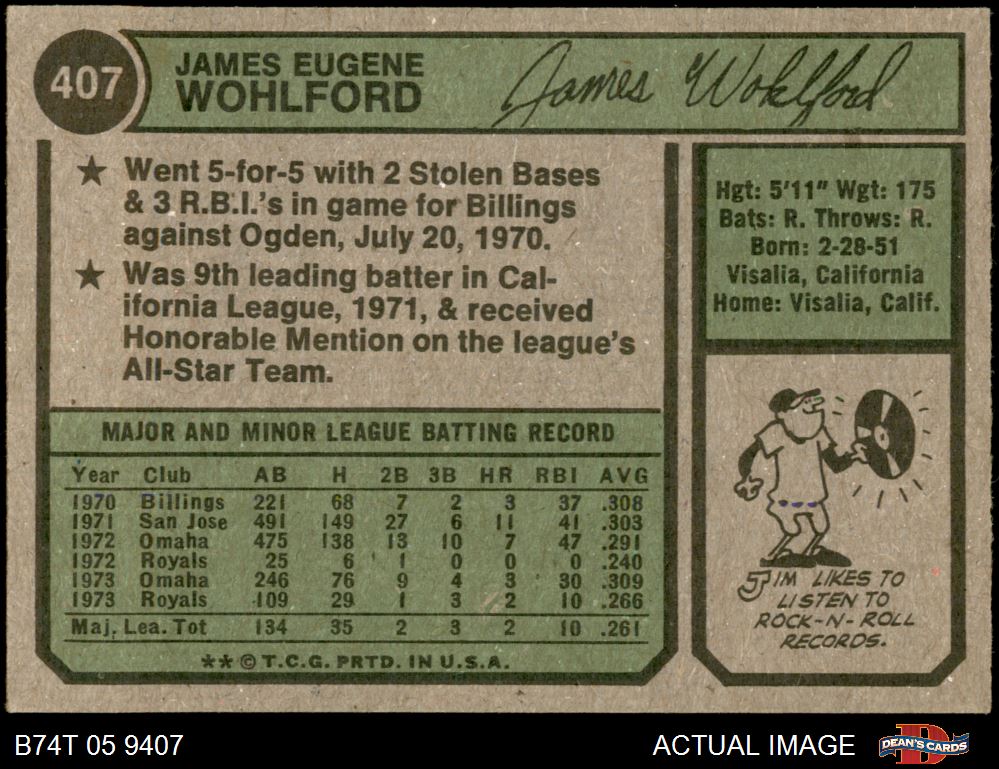 407
JAMES EUGENE
WOHLFORD
James Wohlford
★ Went 5-for-5 with 2 Stolen Bases
& 3 R.B.I.'s in game for Billings
against Ogden, July 20, 1970.
★ Was 9th leading batter in Cal-
ifornia League, 1971, & received
Honorable Mention on the league's
All-Star Team.
Hgt: 5'11" Wgt: 175
Bats: R. Throws: R.
Born: 2-28-51
Visalia, California
Home: Visalia, Calif.
MAJOR AND MINOR LEAGUE BATTING RECORD
Year Club AB H 2B 3B HR RBI AVG
1970 Billings 221 68 7 2 3 37 .308
1971 San Jose 491 149 27 6 11 41 .303
1972 Omaha 475 138 13 10 7 47 .291
1972 Royals 25 6 1 0 0 0 .240
1973 Omaha 246 76 9 4 3 30 .309
1973 Royals 109 29 1 3 2 10 .266
Maj. Lea. Tot 134 35 2 3 2 10 .261
** © T.C.G. PRTD. IN U.S.A.
JIM LIKES TO
LISTEN TO
ROCK-N-ROLL
RECORDS.
B74T 05 9407
ACTUAL IMAGE
DEAN'S CARDS